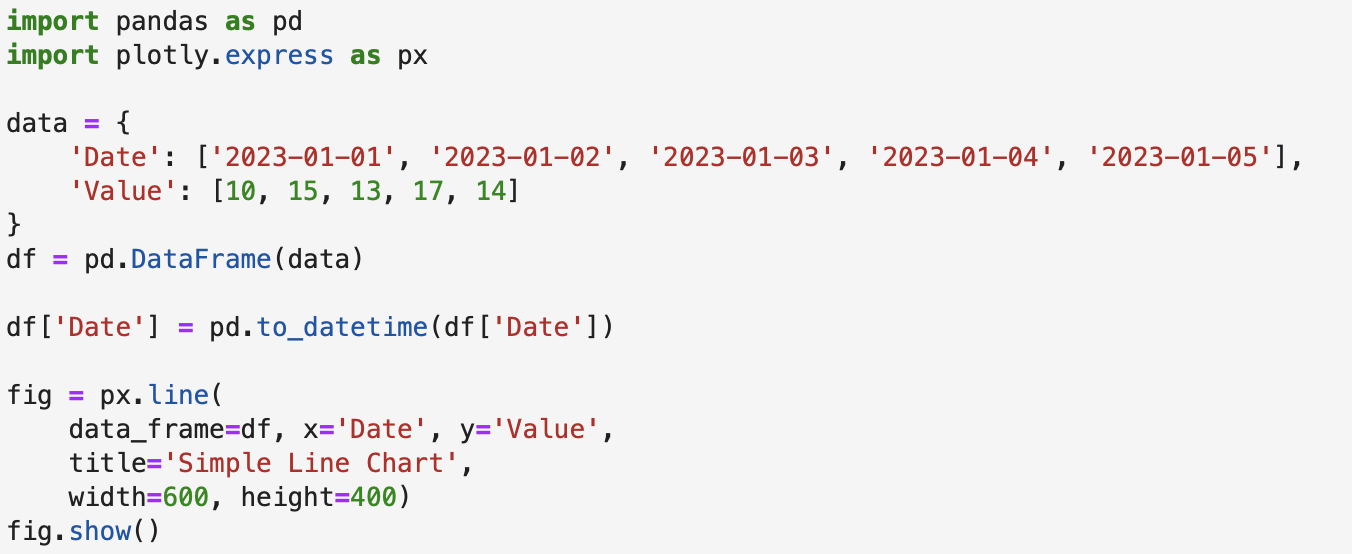 import pandas as pd
import plotly.express as px

data = {
    'Date': ['2023-01-01', '2023-01-02', '2023-01-03', '2023-01-04', '2023-01-05'],
    'Value': [10, 15, 13, 17, 14]
}
df = pd.DataFrame(data)

df['Date'] = pd.to_datetime(df['Date'])

fig = px.line(
    data_frame=df, x='Date', y='Value',
    title='Simple Line Chart',
    width=600, height=400)
fig.show()